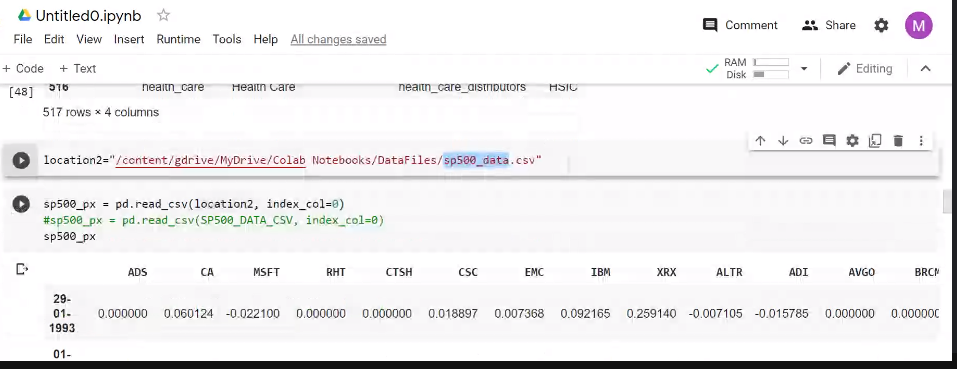 Untitled0.ipynb
Comment Share M
File Edit View Insert Runtime Tools Help All changes saved
+ Code + Text RAM Disk Editing
[48] 516 health_care Health Care health_care_distributors HSIC
517 rows × 4 columns
location2="/content/gdrive/MyDrive/Colab Notebooks/DataFiles/sp500_data.csv"
sp500_px = pd.read_csv(location2, index_col=0)
#sp500_px = pd.read_csv(SP500_DATA_CSV, index_col=0)
sp500_px
ADS CA MSFT RHT CTSH CSC EMC IBM XRX ALTR ADI AVGO BRCM
29-
01-
1993 0.000000 0.060124 -0.022100 0.000000 0.000000 0.018897 0.007368 0.092165 0.259140 -0.007105 -0.015785 0.000000 0.000000
01-